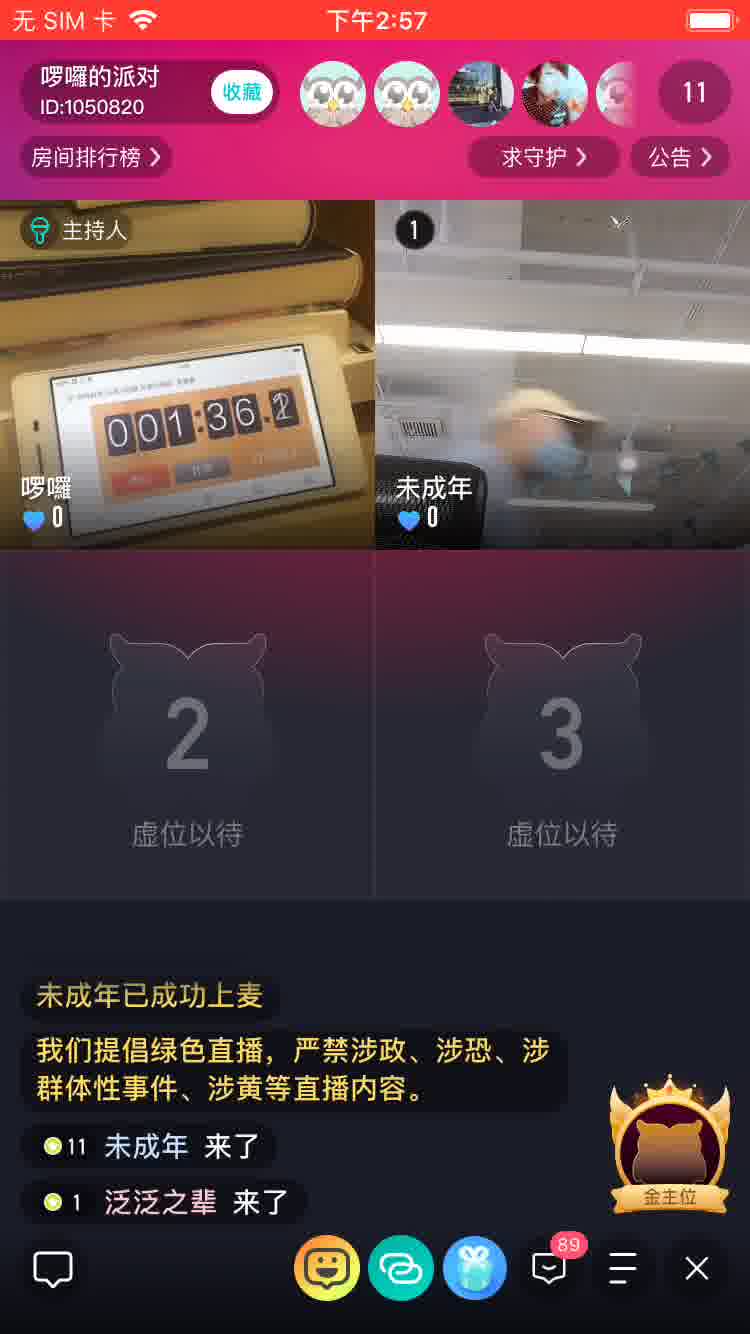 无 SIM 卡
下午2:57
啰囉的派对
ID:1050820
收藏
11
房间排行榜
求守护
公告
主持人
1
001:36.2
啰囉
0
未成年
0
2
3
虚位以待
虚位以待
未成年已成功上麦
我们提倡绿色直播，严禁涉政、涉恐、涉
群体性事件、涉黄等直播内容。
11 未成年 来了
1 泛泛之辈 来了
金主位
89